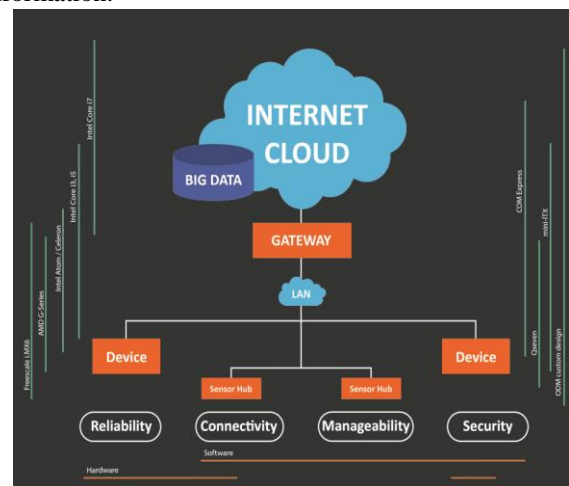 formation.
INTERNET
CLOUD
BIG DATA
GATEWAY
LAN
Device
Device
Sensor Hub
Sensor Hub
Reliability
Connectivity
Manageability
Security
Software
Hardware
Freescale i.MX6
AMD G-Series
Intel Atom / Celeron
Intel Core i3, i5
Intel Core i7
COM Express
Qseven
mini-ITX
ODM custom design